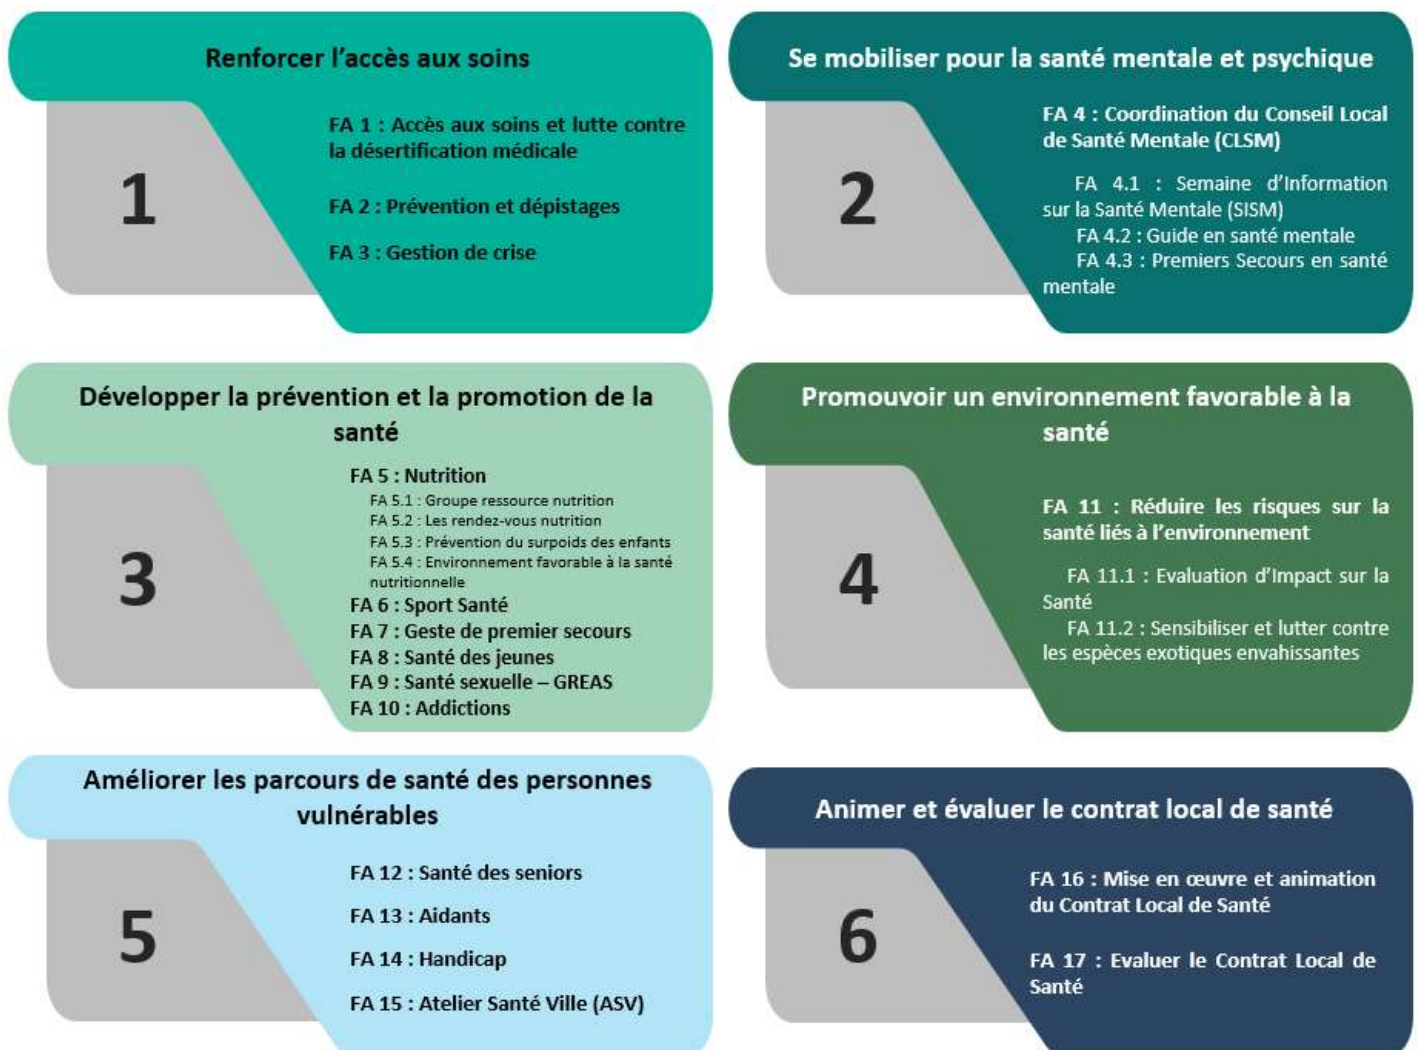 Renforcer l’accès aux soins
1
FA 1 : Accès aux soins et lutte contre
la désertification médicale
FA 2 : Prévention et dépistages
FA 3 : Gestion de crise
Se mobiliser pour la santé mentale et psychique
2
FA 4 : Coordination du Conseil Local
de Santé Mentale (CLSM)
FA 4.1 : Semaine d’Information
sur la Santé Mentale (SISM)
FA 4.2 : Guide en santé mentale
FA 4.3 : Premiers Secours en santé
mentale
Développer la prévention et la promotion de la
santé
3
FA 5 : Nutrition
FA 5.1 : Groupe ressource nutrition
FA 5.2 : Les rendez-vous nutrition
FA 5.3 : Prévention du surpoids des enfants
FA 5.4 : Environnement favorable à la santé
nutritionnelle
FA 6 : Sport Santé
FA 7 : Geste de premier secours
FA 8 : Santé des jeunes
FA 9 : Santé sexuelle – GREAS
FA 10 : Addictions
Promouvoir un environnement favorable à la
santé
4
FA 11 : Réduire les risques sur la
santé liés à l’environnement
FA 11.1 : Evaluation d’Impact sur la
Santé
FA 11.2 : Sensibiliser et lutter contre
les espèces exotiques envahissantes
Améliorer les parcours de santé des personnes
vulnérables
5
FA 12 : Santé des seniors
FA 13 : Aidants
FA 14 : Handicap
FA 15 : Atelier Santé Ville (ASV)
Animer et évaluer le contrat local de santé
6
FA 16 : Mise en œuvre et animation
du Contrat Local de Santé
FA 17 : Evaluer le Contrat Local de
Santé